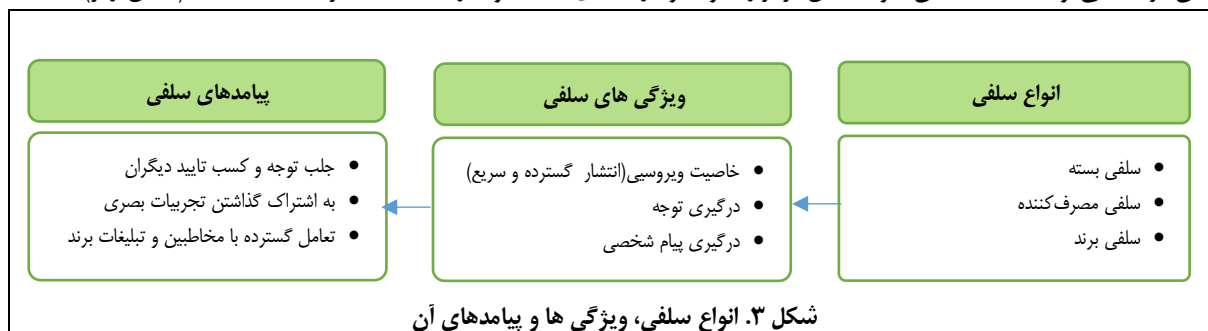 انواع سلفی
سلفی بسته
سلفی مصرف‌کننده
سلفی برند
ویژگی های سلفی
خاصیت ویروسیی(انتشار گسترده و سریع)
درگیری توجه
درگیری پیام شخصی
پیامدهای سلفی
جلب توجه و کسب تایید دیگران
به اشتراک گذاشتن تجربیات بصری
تعامل گسترده با مخاطبین و تبلیغات برند
شکل ۳. انواع سلفی، ویژگی ها و پیامدهای آن